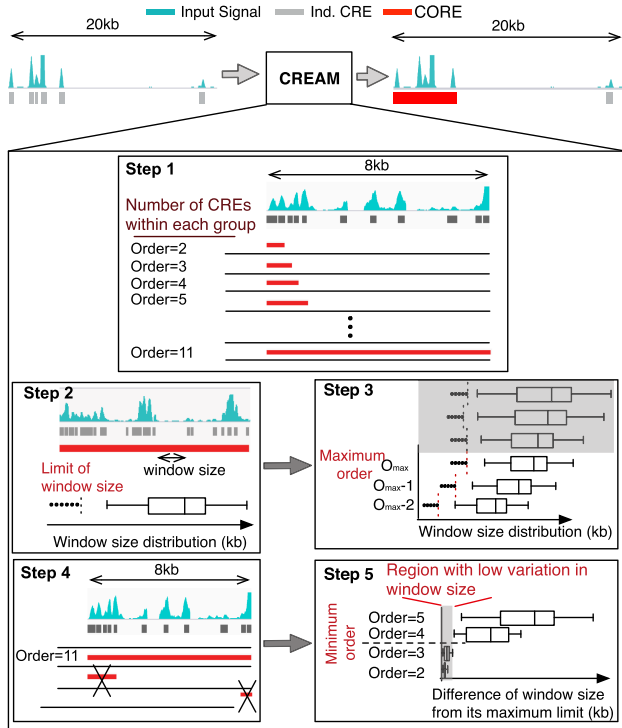 Input Signal Ind. CRE CORE
20kb 20kb
CREAM
Step 1
8kb
Number of CREs
within each group
Order=2
Order=3
Order=4
Order=5
Order=11
Step 2
window size
Limit of
window size
Window size distribution (kb)
Step 3
Maximum
order
Omax
Omax-1
Omax-2
Window size distribution (kb)
Step 4
8kb
Order=11
Step 5
Region with low variation in
window size
Minimum
order
Order=5
Order=4
Order=3
Order=2
Difference of window size
from its maximum limit (kb)